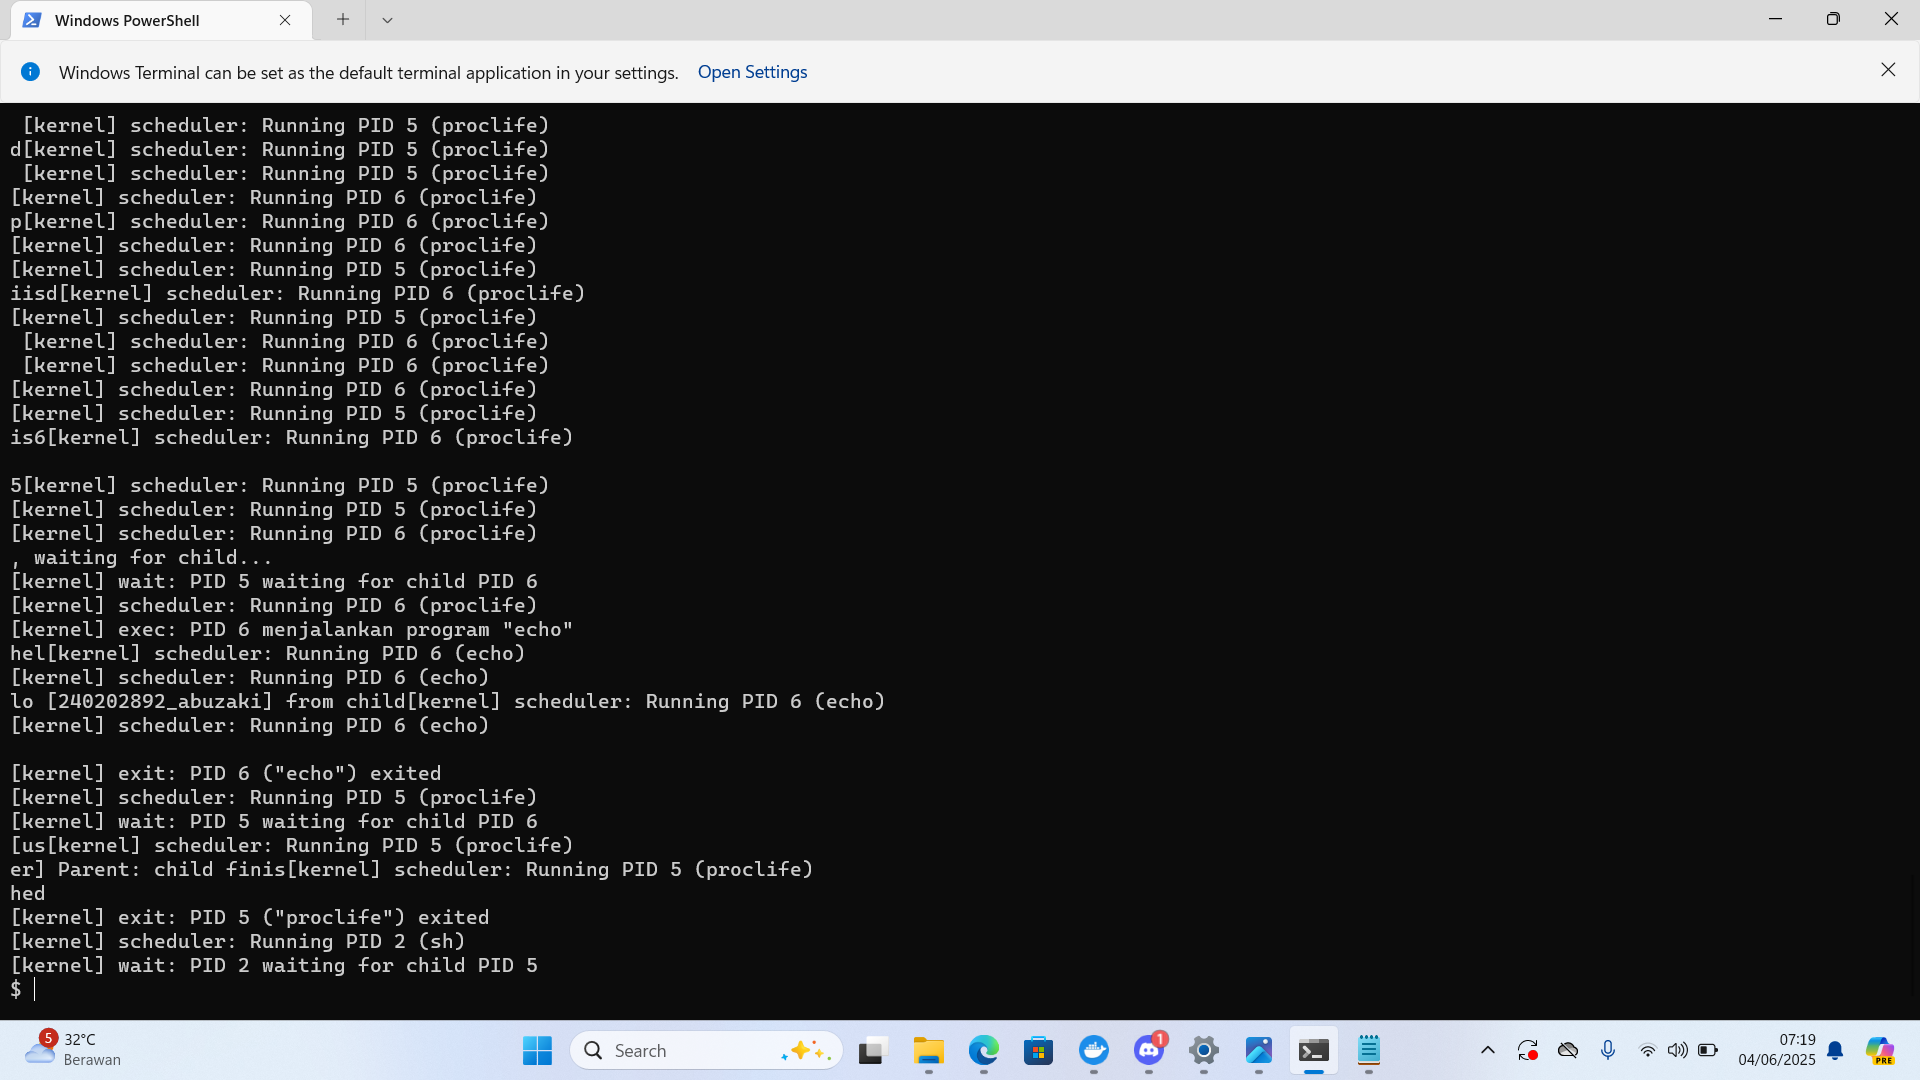 Windows PowerShell
Windows Terminal can be set as the default terminal application in your settings. Open Settings
[kernel] scheduler: Running PID 5 (proclife)
d[kernel] scheduler: Running PID 5 (proclife)
[kernel] scheduler: Running PID 5 (proclife)
[kernel] scheduler: Running PID 6 (proclife)
p[kernel] scheduler: Running PID 6 (proclife)
[kernel] scheduler: Running PID 6 (proclife)
[kernel] scheduler: Running PID 5 (proclife)
iisd[kernel] scheduler: Running PID 6 (proclife)
[kernel] scheduler: Running PID 5 (proclife)
[kernel] scheduler: Running PID 6 (proclife)
[kernel] scheduler: Running PID 6 (proclife)
[kernel] scheduler: Running PID 6 (proclife)
[kernel] scheduler: Running PID 5 (proclife)
is6[kernel] scheduler: Running PID 6 (proclife)
5[kernel] scheduler: Running PID 5 (proclife)
[kernel] scheduler: Running PID 5 (proclife)
[kernel] scheduler: Running PID 6 (proclife)
, waiting for child...
[kernel] wait: PID 5 waiting for child PID 6
[kernel] scheduler: Running PID 6 (proclife)
[kernel] exec: PID 6 menjalankan program "echo"
hel[kernel] scheduler: Running PID 6 (echo)
[kernel] scheduler: Running PID 6 (echo)
lo [240202892_abuzaki] from child[kernel] scheduler: Running PID 6 (echo)
[kernel] scheduler: Running PID 6 (echo)
[kernel] exit: PID 6 ("echo") exited
[kernel] scheduler: Running PID 5 (proclife)
[kernel] wait: PID 5 waiting for child PID 6
[us[kernel] scheduler: Running PID 5 (proclife)
er] Parent: child finis[kernel] scheduler: Running PID 5 (proclife)
hed
[kernel] exit: PID 5 ("proclife") exited
[kernel] scheduler: Running PID 2 (sh)
[kernel] wait: PID 2 waiting for child PID 5
$
5
32°C
Berawan
Search
1
07:19
04/06/2025
PRE